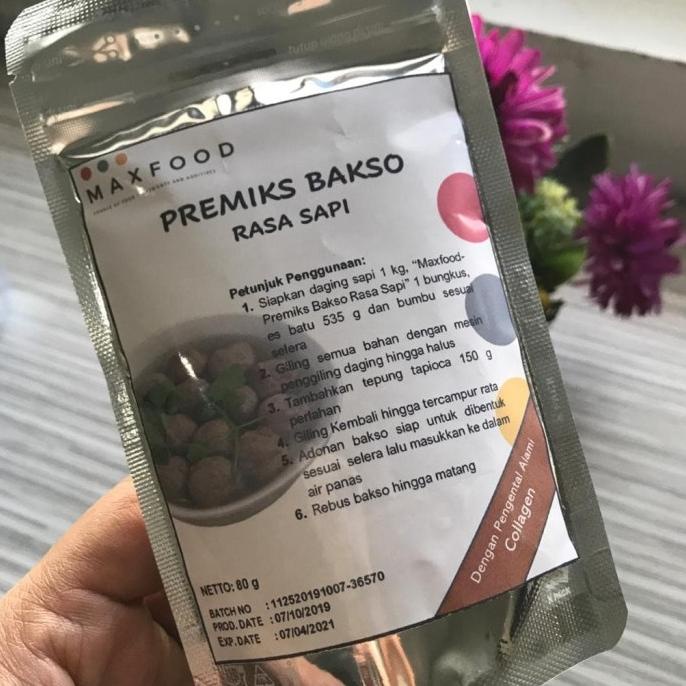 tutup ulang plastik
MAXFOOD
PREMIKS BAKSO
RASA SAPI
Petunjuk Penggunaan:
1. Siapkan daging sapi 1 kg, “Maxfood-
Premiks Bakso Rasa Sapi” 1 bungkus,
es batu 535 g dan bumbu sesuai
selera
2. Giling semua bahan dengan mesin
penggiling daging hingga halus
3. Tambahkan tepung tapioca 150 g
perlahan
4. Giling Kembali hingga tercampur rata
5. Adonan bakso siap untuk dibentuk
sesuai selera lalu masukkan ke dalam
air panas
6. Rebus bakso hingga matang
Dengan Pengental Alami
Collagen
NETTO: 80 g
BATCH NO : 112520191007-36570
PROD. DATE : 07/10/2019
EXP. DATE : 07/04/2021